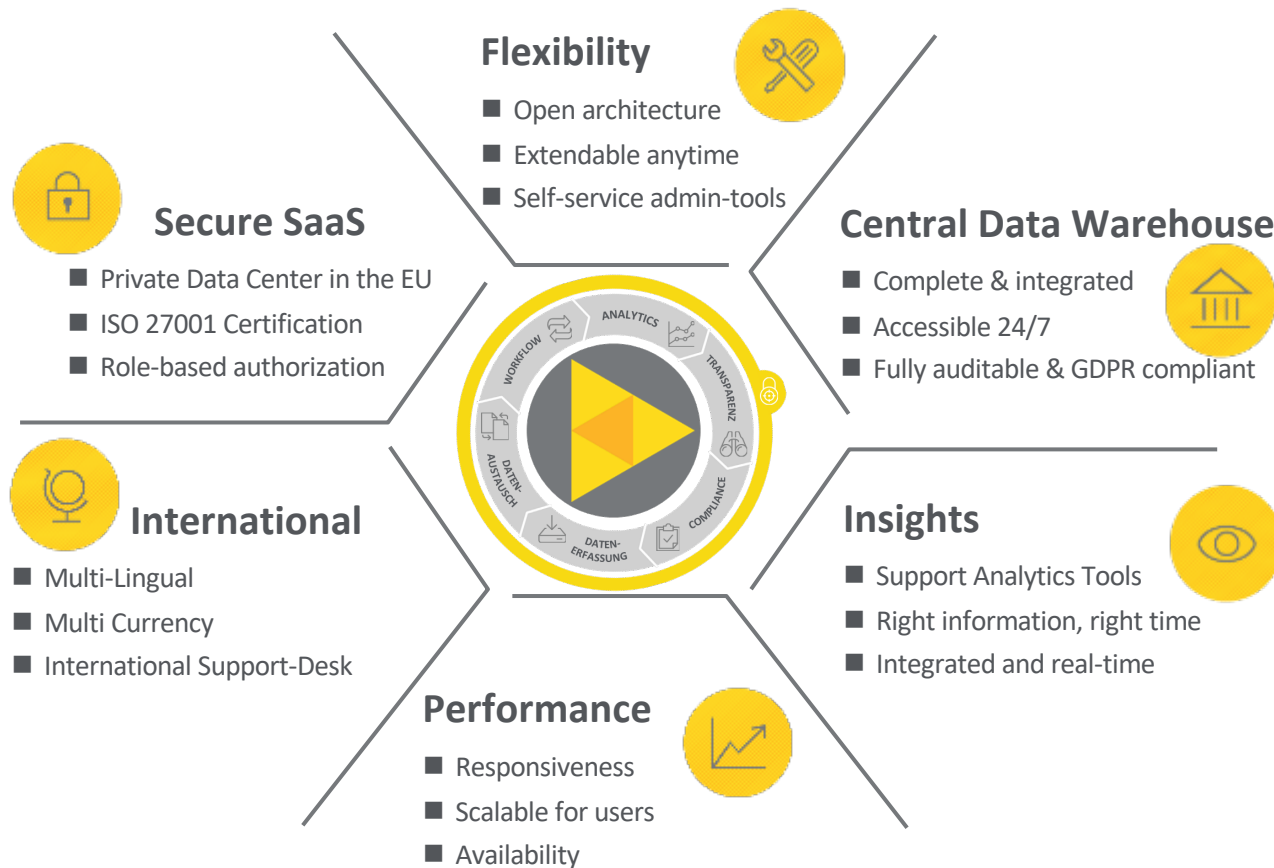 Flexibility
■ Open architecture
■ Extendable anytime
■ Self-service admin-tools
Secure SaaS
■ Private Data Center in the EU
■ ISO 27001 Certification
■ Role-based authorization
Central Data Warehouse
■ Complete & integrated
■ Accessible 24/7
■ Fully auditable & GDPR compliant
ANALYTICS
TRANSPARENZ
COMPLIANCE
DATEN-
ERFASSUNG
DATEN-
AUSTAUSCH
WORKFLOW
International
■ Multi-Lingual
■ Multi Currency
■ International Support-Desk
Insights
■ Support Analytics Tools
■ Right information, right time
■ Integrated and real-time
Performance
■ Responsiveness
■ Scalable for users
■ Availability